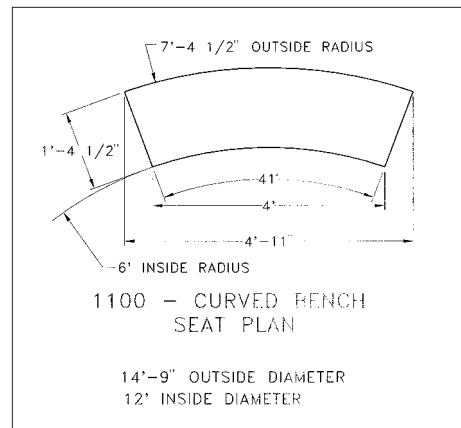 7'-4 1/2" OUTSIDE RADIUS
1'-4 1/2"
41°
4'
4'-11"
6' INSIDE RADIUS
1100 - CURVED BENCH
SEAT PLAN
14'-9" OUTSIDE DIAMETER
12' INSIDE DIAMETER